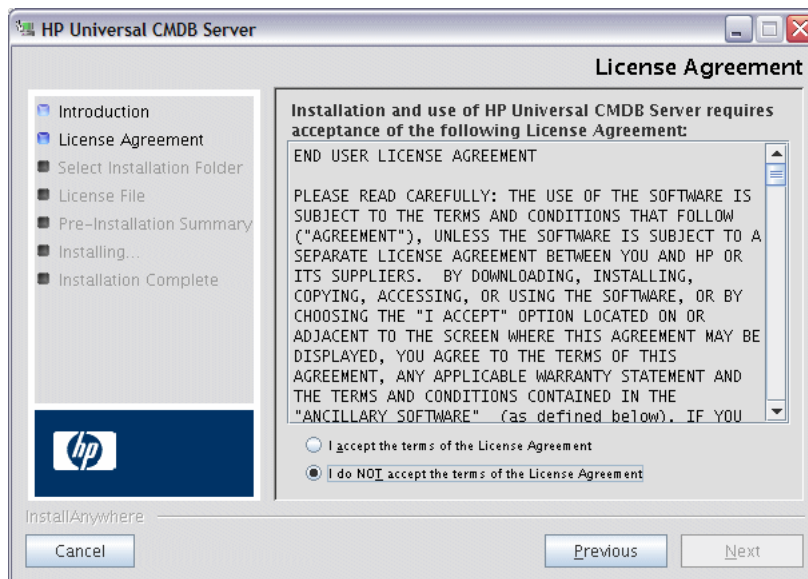 HP Universal CMDB Server
License Agreement
Introduction
License Agreement
Select Installation Folder
License File
Pre-Installation Summary
Installing...
Installation Complete
Installation and use of HP Universal CMDB Server requires
acceptance of the following License Agreement:
END USER LICENSE AGREEMENT
PLEASE READ CAREFULLY: THE USE OF THE SOFTWARE IS
SUBJECT TO THE TERMS AND CONDITIONS THAT FOLLOW
("AGREEMENT"), UNLESS THE SOFTWARE IS SUBJECT TO A
SEPARATE LICENSE AGREEMENT BETWEEN YOU AND HP OR
ITS SUPPLIERS.  BY DOWNLOADING, INSTALLING,
COPYING, ACCESSING, OR USING THE SOFTWARE, OR BY
CHOOSING THE "I ACCEPT" OPTION LOCATED ON OR
ADJACENT TO THE SCREEN WHERE THIS AGREEMENT MAY BE
DISPLAYED, YOU AGREE TO THE TERMS OF THIS
AGREEMENT, ANY APPLICABLE WARRANTY STATEMENT AND
THE TERMS AND CONDITIONS CONTAINED IN THE
"ANCILLARY SOFTWARE"  (as defined below). IF YOU
I accept the terms of the License Agreement
I do NOT accept the terms of the License Agreement
hp
InstallAnywhere
Cancel
Previous
Next